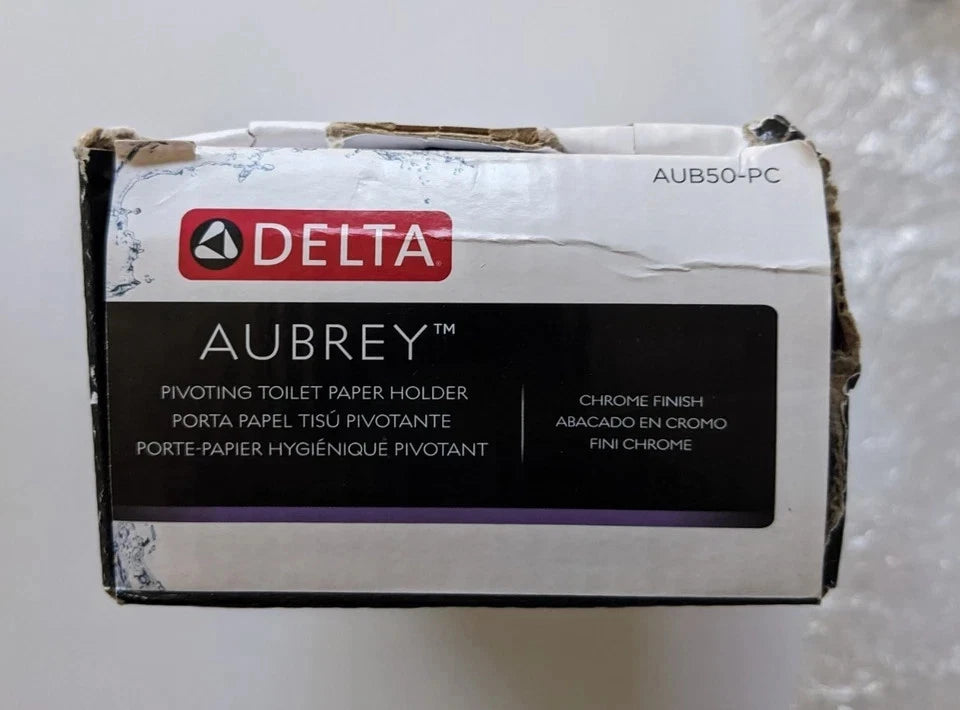 AUB50-PC
DELTA®
AUBREY™
PIVOTING TOILET PAPER HOLDER
PORTA PAPEL TISÚ PIVOTANTE
PORTE-PAPIER HYGIÉNIQUE PIVOTANT
CHROME FINISH
ABACADO EN CROMO
FINI CHROME